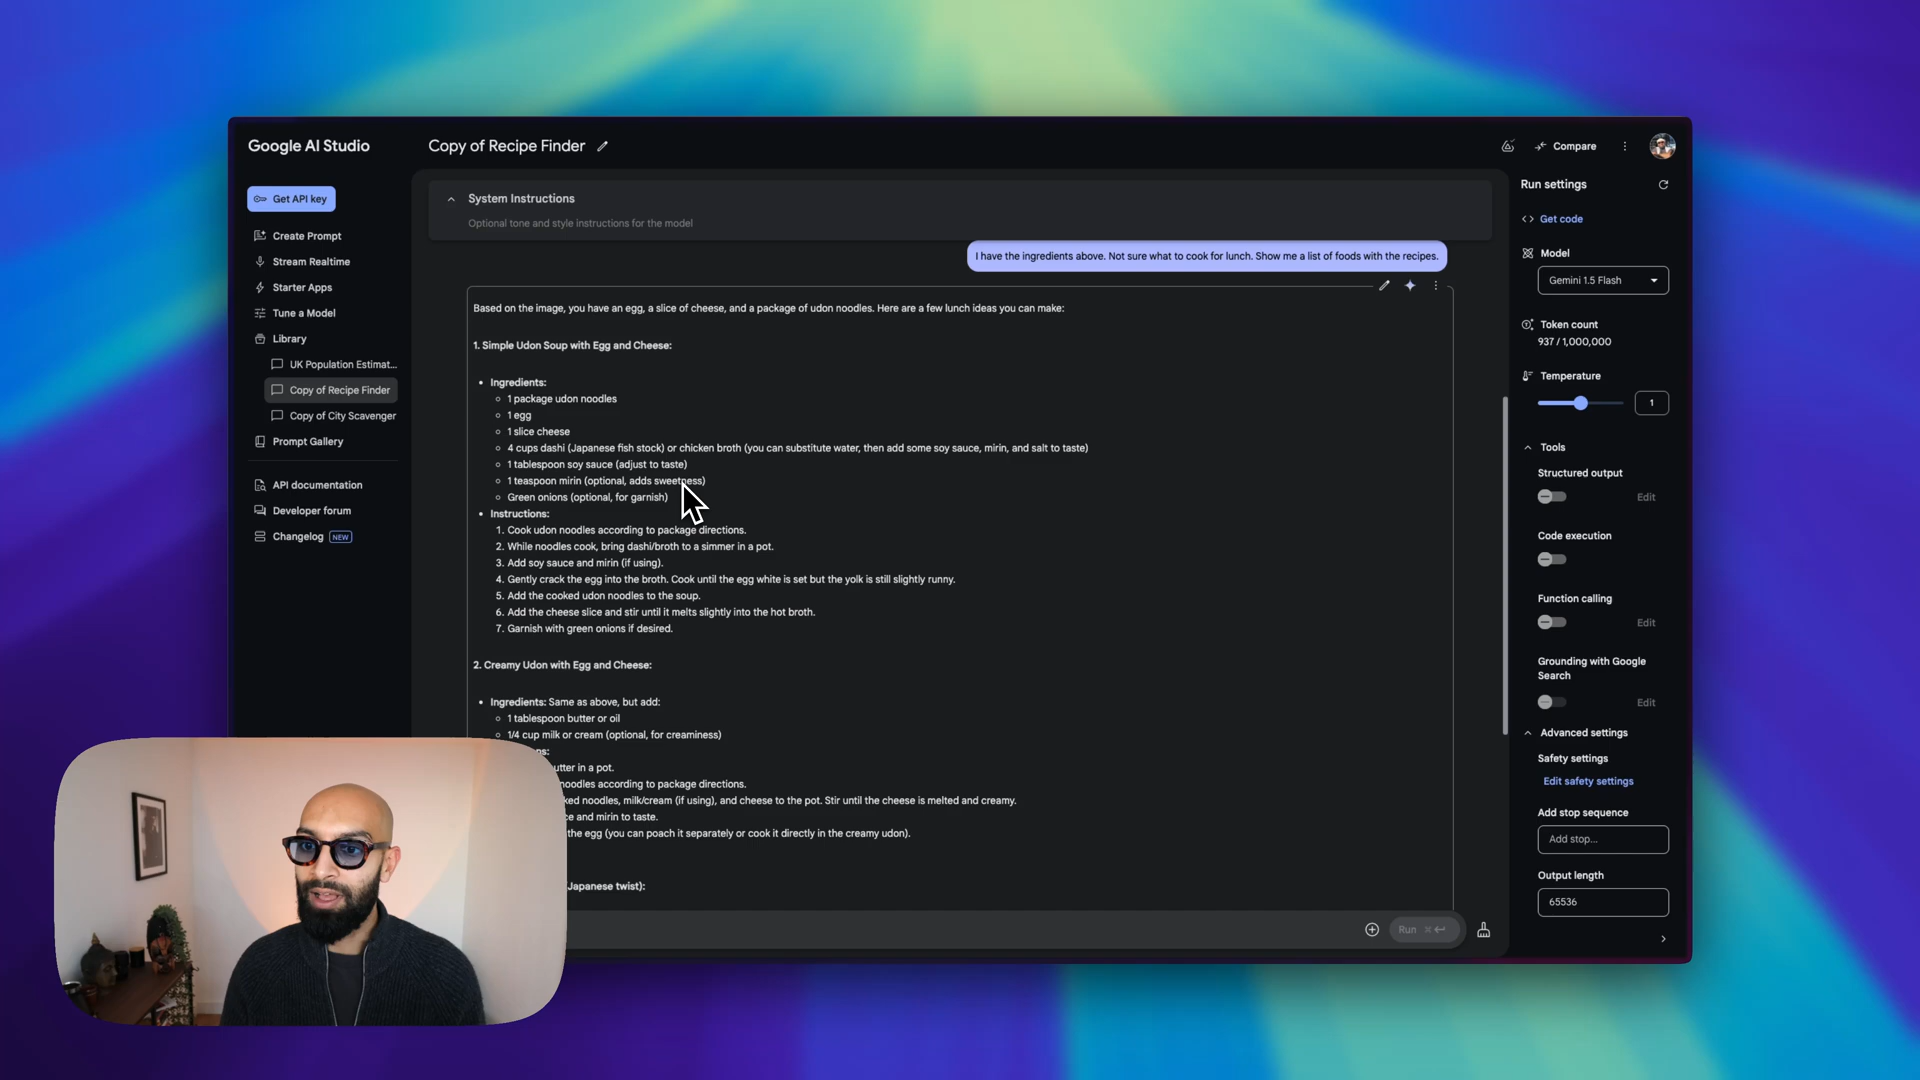 Google AI Studio
Copy of Recipe Finder
Compare
Get API key
Create Prompt
Stream Realtime
Starter Apps
Tune a Model
Library
UK Population Estimat...
Copy of Recipe Finder
Copy of City Scavenger
Prompt Gallery
API documentation
Developer forum
Changelog NEW
System Instructions
Optional tone and style instructions for the model
I have the ingredients above. Not sure what to cook for lunch. Show me a list of foods with the recipes.
Based on the image, you have an egg, a slice of cheese, and a package of udon noodles. Here are a few lunch ideas you can make:
1. Simple Udon Soup with Egg and Cheese:
Ingredients:
1 package udon noodles
1 egg
1 slice cheese
4 cups dashi (Japanese fish stock) or chicken broth (you can substitute water, then add some soy sauce, mirin, and salt to taste)
1 tablespoon soy sauce (adjust to taste)
1 teaspoon mirin (optional, adds sweetness)
Green onions (optional, for garnish)
Instructions:
1. Cook udon noodles according to package directions.
2. While noodles cook, bring dashi/broth to a simmer in a pot.
3. Add soy sauce and mirin (if using).
4. Gently crack the egg into the broth. Cook until the egg white is set but the yolk is still slightly runny.
5. Add the cooked udon noodles to the soup.
6. Add the cheese slice and stir until it melts slightly into the hot broth.
7. Garnish with green onions if desired.
2. Creamy Udon with Egg and Cheese:
Ingredients: Same as above, but add:
1 tablespoon butter or oil
1/4 cup milk or cream (optional, for creaminess)
in a pot.
noodles according to package directions.
noodles, milk/cream (if using), and cheese to the pot. Stir until the cheese is melted and creamy.
and mirin to taste.
the egg (you can poach it separately or cook it directly in the creamy udon).
Japanese twist):
Run
Run settings
Get code
Model
Gemini 1.5 Flash
Token count
937 / 1,000,000
Temperature
1
Tools
Structured output
Edit
Code execution
Function calling
Edit
Grounding with Google
Search
Edit
Advanced settings
Safety settings
Edit safety settings
Add stop sequence
Add stop...
Output length
65536